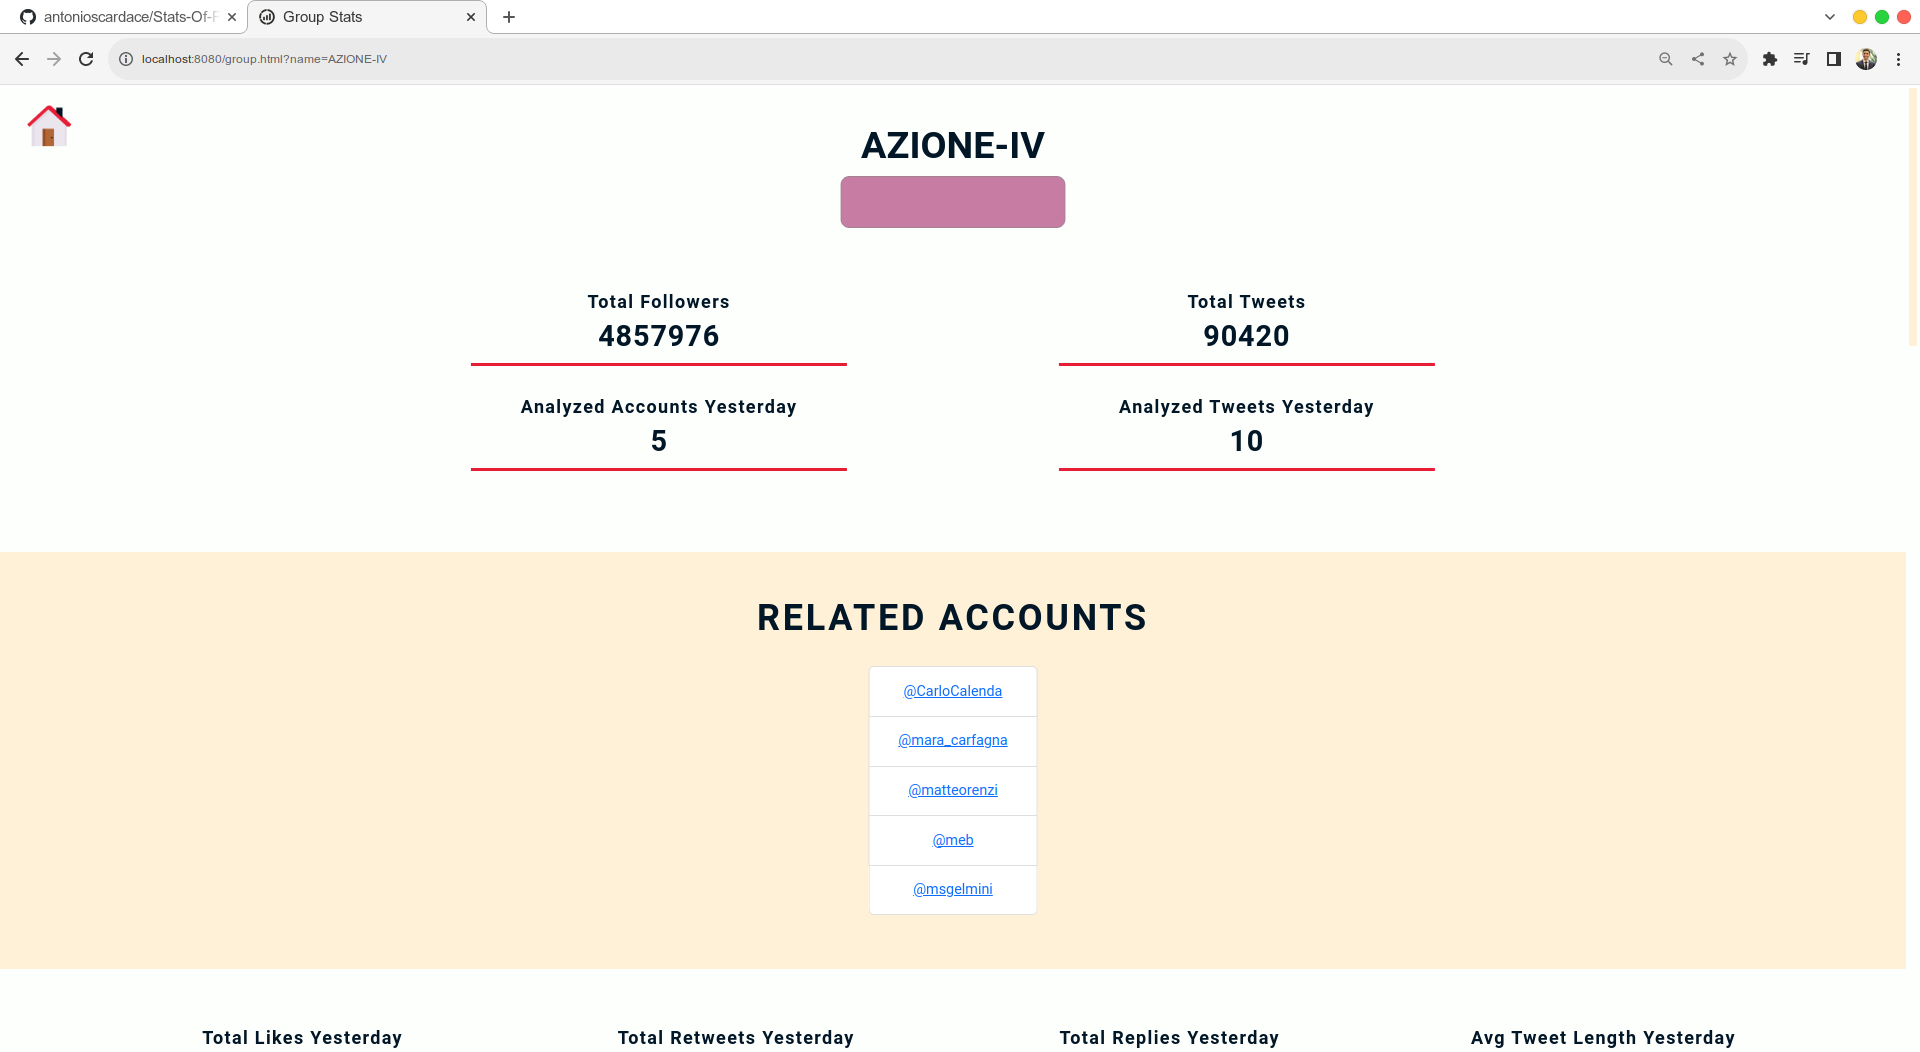 antonioscardace/Stats-Of-
Group Stats
localhost:8080/group.html?name=AZIONE-IV
AZIONE-IV
Total Followers
4857976
Total Tweets
90420
Analyzed Accounts Yesterday
5
Analyzed Tweets Yesterday
10
RELATED ACCOUNTS
@CarloCalenda
@mara_carfagna
@matteorenzi
@meb
@msgelmini
Total Likes Yesterday
Total Retweets Yesterday
Total Replies Yesterday
Avg Tweet Length Yesterday